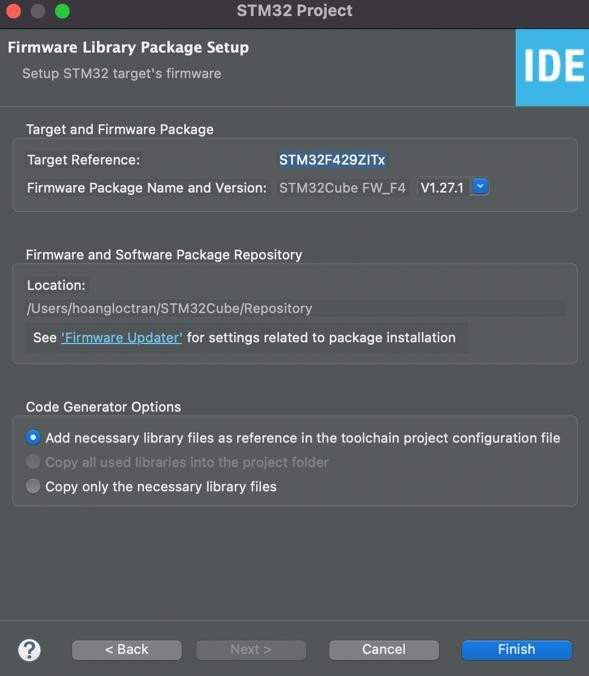 STM32 Project
Firmware Library Package Setup
Setup STM32 target's firmware
IDE
Target and Firmware Package
Target Reference: STM32F429ZITx
Firmware Package Name and Version: STM32Cube FW_F4 V1.27.1
Firmware and Software Package Repository
Location:
/Users/hoangloctran/STM32Cube/Repository
See 'Firmware Updater' for settings related to package installation
Code Generator Options
Add necessary library files as reference in the toolchain project configuration file
Copy all used libraries into the project folder
Copy only the necessary library files
? < Back Next > Cancel Finish